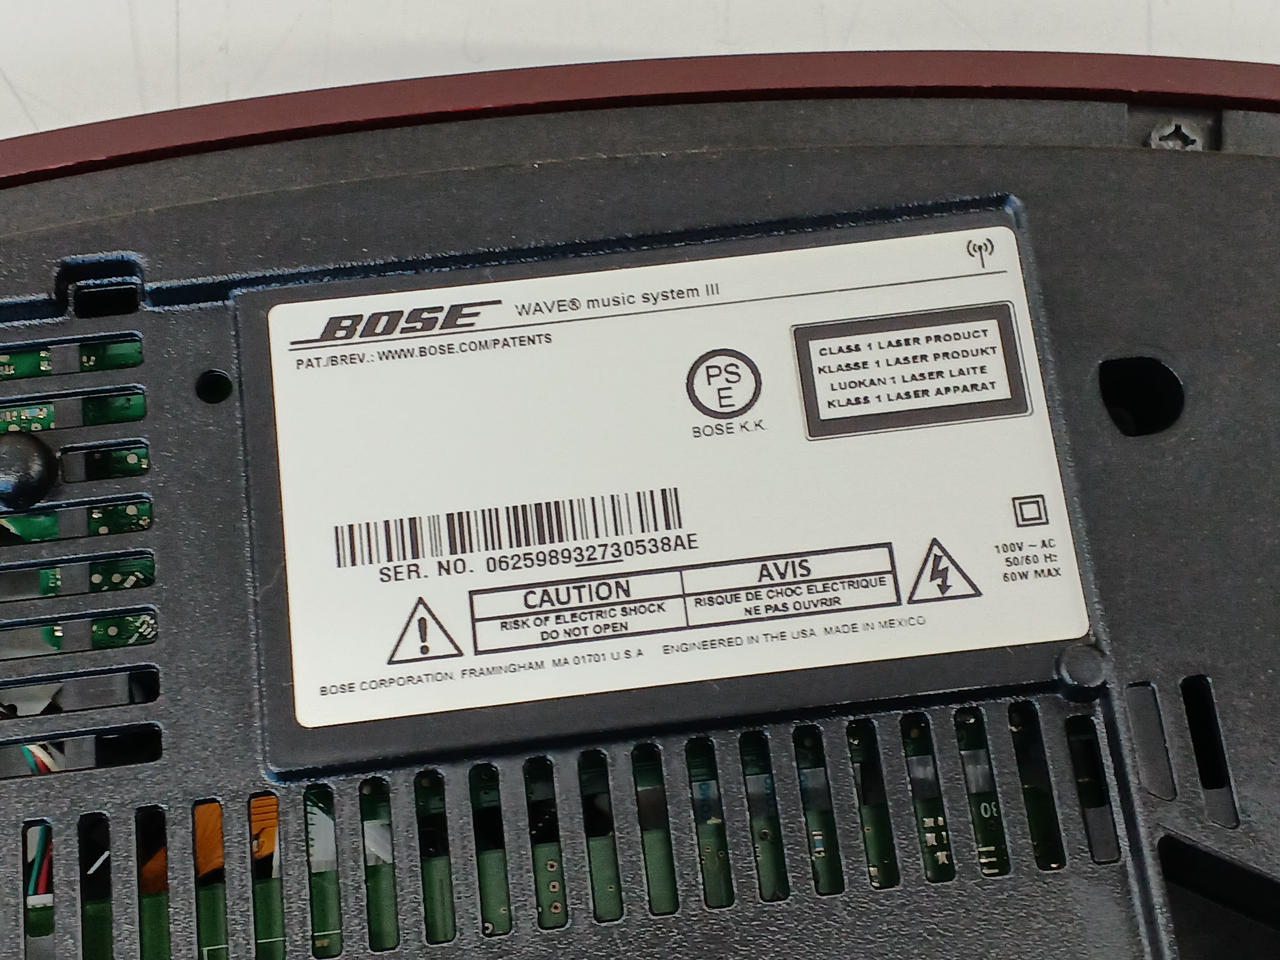 BOSE WAVE® music system III
PAT./BREV.: WWW.BOSE.COM/PATENTS
PS
E
BOSE K.K.
CLASS 1 LASER PRODUCT
KLASSE 1 LASER PRODUKT
LUOKAN 1 LASER LAITE
KLASS 1 LASER APPARAT
SER. NO. 062598932730538AE
100V ~ AC
50/60 Hz
60W MAX
CAUTION
RISK OF ELECTRIC SHOCK
DO NOT OPEN
AVIS
RISQUE DE CHOC ELECTRIQUE
NE PAS OUVRIR
BOSE CORPORATION, FRAMINGHAM, MA 01701 U.S.A ENGINEERED IN THE USA MADE IN MEXICO
30